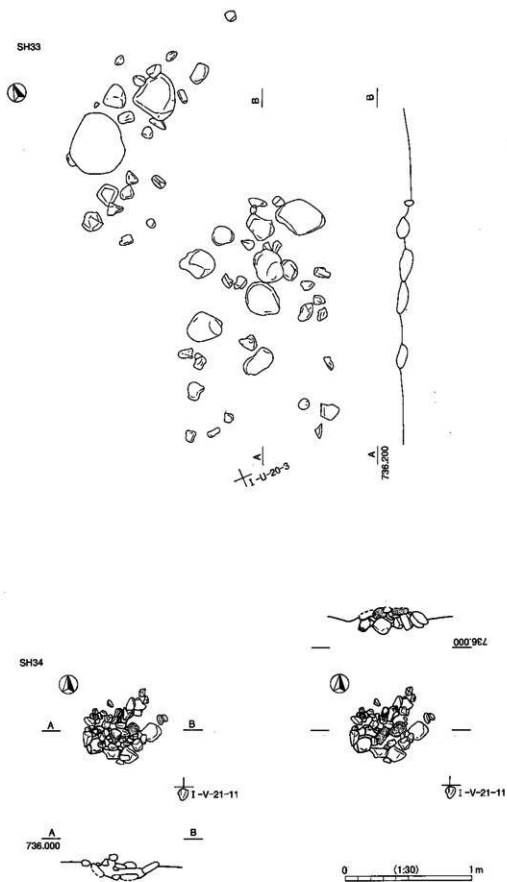 SH33
B
B
A
A
736.200
I-U-20-3
736.000
SH34
A
B
I-V-21-11
I-V-21-11
A
B
736.000
0 (1:30) 1 m